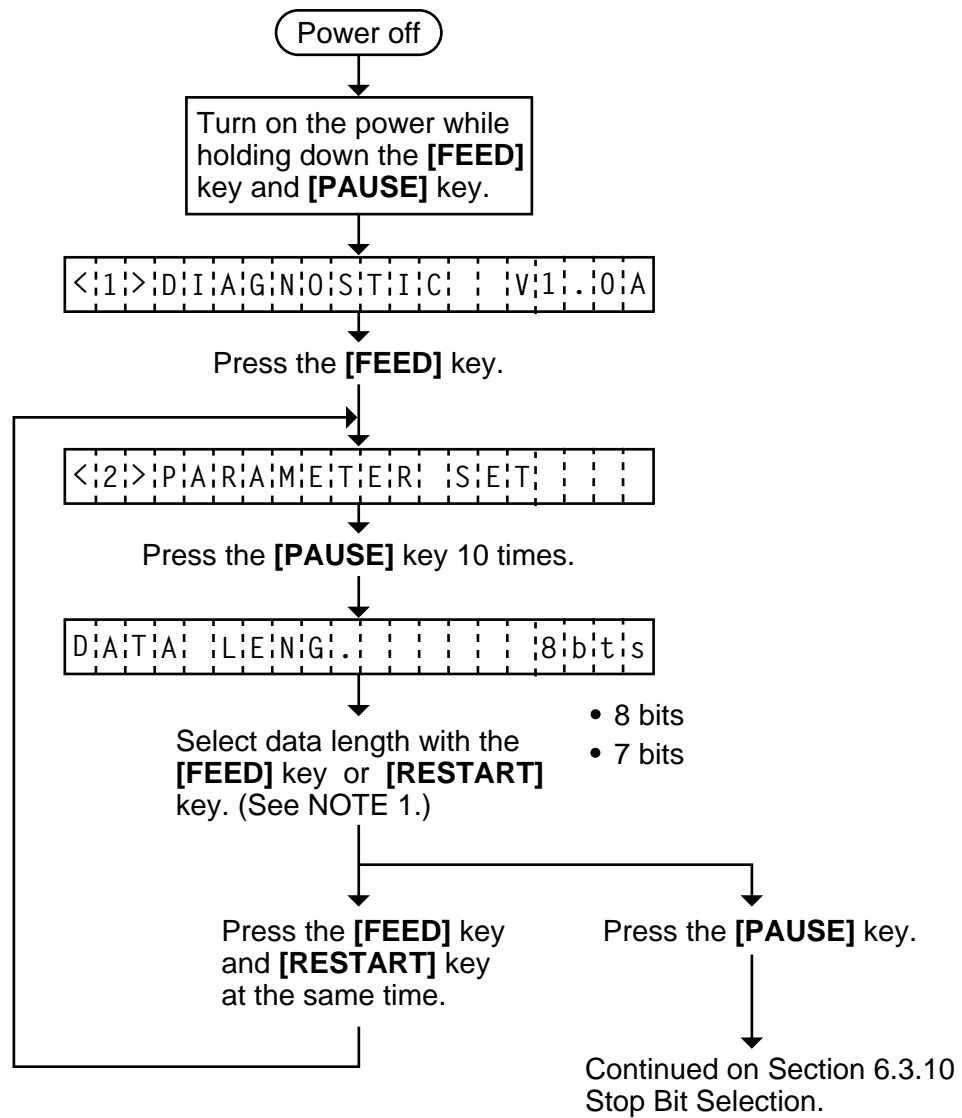 Power off
Turn on the power while
holding down the [FEED]
key and [PAUSE] key.
<1>DIAGNOSTIC  V1.0A
Press the [FEED] key.
<2>PARAMETER SET
Press the [PAUSE] key 10 times.
DATA LENG.      8bts
• 8 bits
• 7 bits
Select data length with the
[FEED] key or [RESTART]
key. (See NOTE 1.)
Press the [FEED] key
and [RESTART] key
at the same time.
Press the [PAUSE] key.
Continued on Section 6.3.10
Stop Bit Selection.